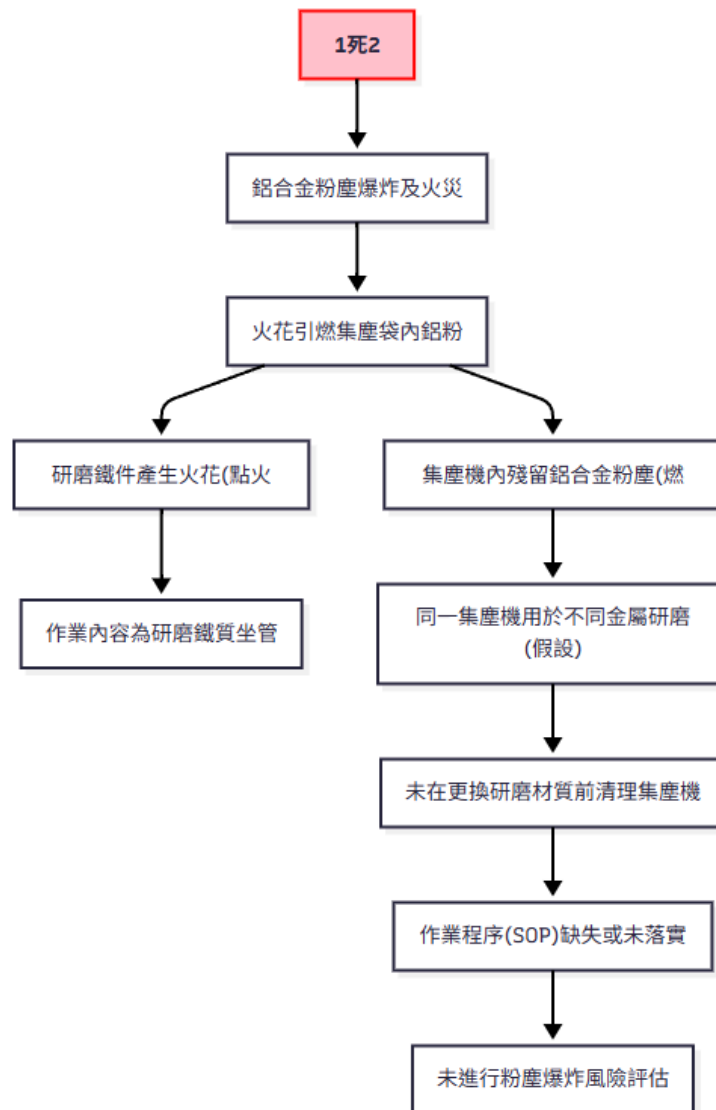 1死2
鋁合金粉塵爆炸及火災
火花引燃集塵袋內鋁粉
研磨鐵件產生火花(點火
集塵機內殘留鋁合金粉塵(燃
作業內容為研磨鐵質坐管
同一集塵機用於不同金屬研磨
(假設)
未在更換研磨材質前清理集塵機
作業程序(SOP)缺失或未落實
未進行粉塵爆炸風險評估